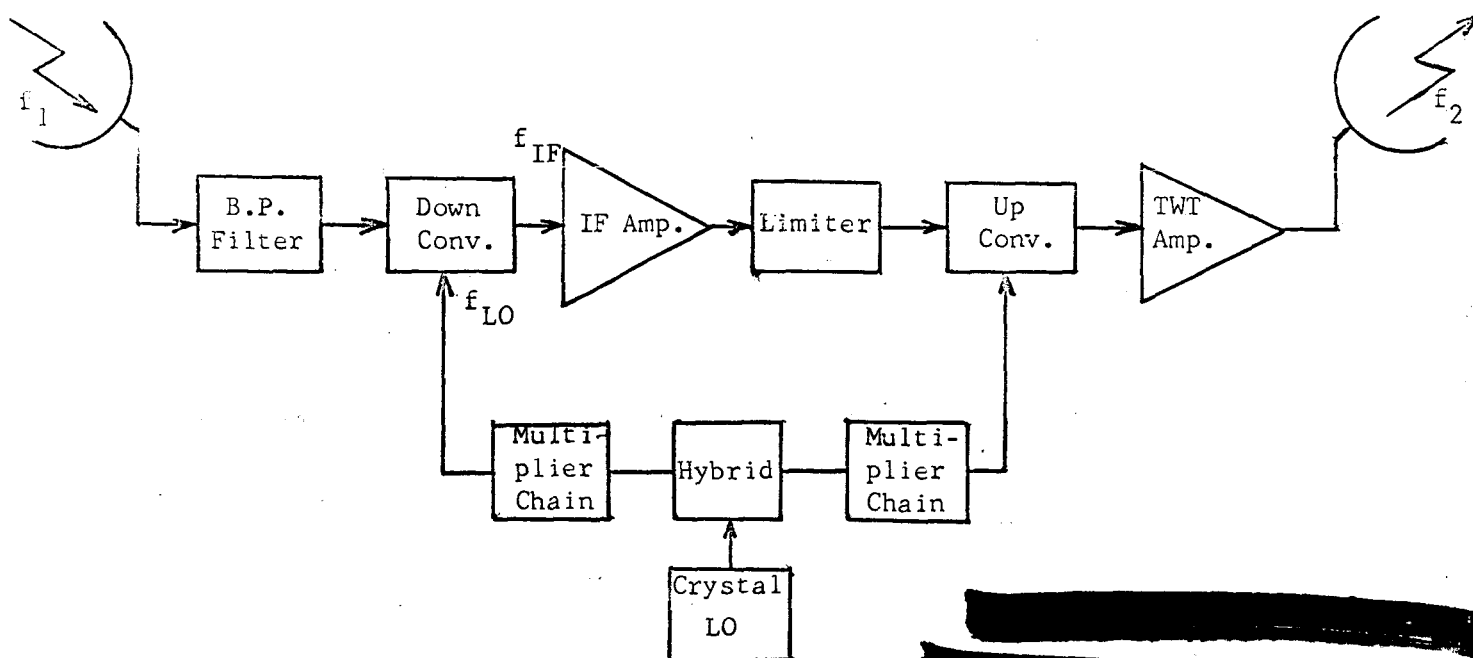 f1
f2
fIF
B.P.
Filter
Down
Conv.
IF Amp.
Limiter
Up
Conv.
TWT
Amp.
fLO
Multi-
plier
Chain
Hybrid
Multi-
plier
Chain
Crystal
LO